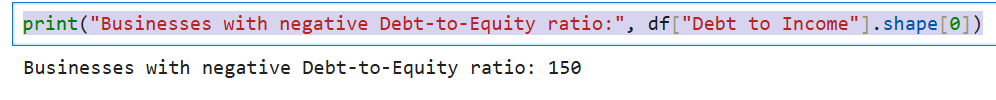 print("Businesses with negative Debt-to-Equity ratio:", df["Debt to Income"].shape[0])
Businesses with negative Debt-to-Equity ratio: 150